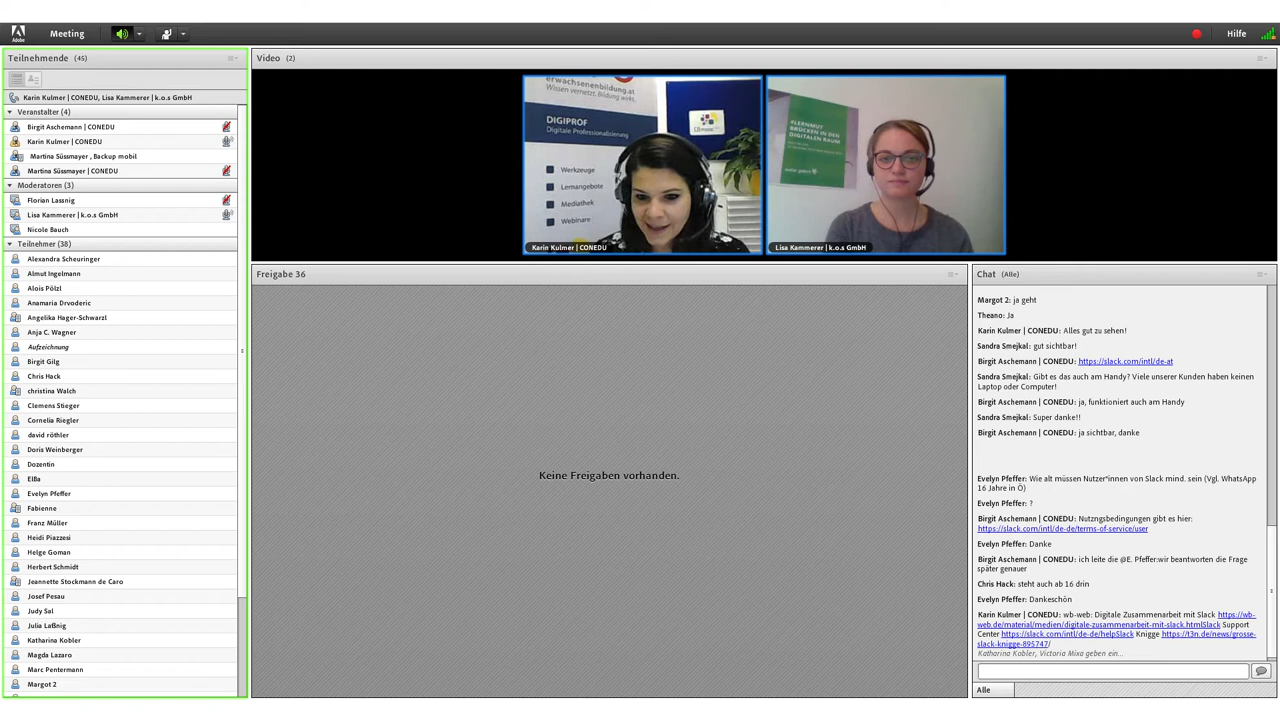 Adobe
Meeting
Hilfe
Teilnehmende (45)
Karin Kulmer | CONEDU, Lisa Kammerer | k.o.s GmbH
Veranstalter (4)
Birgit Aschemann | CONEDU
Karin Kulmer | CONEDU
Martina Süssmayer , Backup mobil
Martina Süssmayer | CONEDU
Moderatoren (3)
Florian Lassnig
Lisa Kammerer | k.o.s GmbH
Nicole Bauch
Teilnehmer (38)
Alexandra Scheuringer
Almut Ingelmann
Alois Pölzl
Anamaria Drvoderic
Angelika Hager-Schwarzl
Anja C. Wagner
Aufzeichnung
Birgit Gilg
Chris Hack
christina Walch
Clemens Stieger
Cornelia Riegler
david röthler
Doris Weinberger
Dozentin
ElBa
Evelyn Pfeffer
Fabienne
Franz Müller
Heidi Piazzesi
Helge Goman
Herbert Schmidt
Jeannette Stockmann de Caro
Josef Pesau
Judy Sal
Julia Laßnig
Katharina Kobler
Magda Lazaro
Marc Pentermann
Margot 2
Video (2)
erwachsenenbildung.at
Wissen vernetzt. Bildung wirkt.
DIGIPROF
Digitale Professionalisierung
Werkzeuge
Lernangebote
Mediathek
Webinare
Karin Kulmer | CONEDU
#LERNMUT
BRÜCKEN IN DEN
DIGITALEN RAUM
Lisa Kammerer | k.o.s GmbH
Freigabe 36
Keine Freigaben vorhanden.
Chat (Alle)
Margot 2: ja geht
Theano: Ja
Karin Kulmer | CONEDU: Alles gut zu sehen!
Sandra Smejkal: gut sichtbar!
Birgit Aschemann | CONEDU: https://slack.com/intl/de-at
Sandra Smejkal: Gibt es das auch am Handy? Viele unserer Kunden haben keinen
Laptop oder Computer!
Birgit Aschemann | CONEDU: ja, funktioniert auch am Handy
Sandra Smejkal: Super danke!!
Birgit Aschemann | CONEDU: ja sichtbar, danke
Evelyn Pfeffer: Wie alt müssen Nutzer*innen von Slack mind. sein (Vgl. WhatsApp
16 Jahre in Ö)
Evelyn Pfeffer: ?
Birgit Aschemann | CONEDU: Nutzngsbedingungen gibt es hier:
https://slack.com/intl/de-de/terms-of-service/user
Evelyn Pfeffer: Danke
Birgit Aschemann | CONEDU: ich leite die @E. Pfeffer:wir beantworten die Frage
später genauer
Chris Hack: steht auch ab 16 drin
Evelyn Pfeffer: Dankeschön
Karin Kulmer | CONEDU: wb-web: Digitale Zusammenarbeit mit Slack https://wb-
web.de/material/medien/digitale-zusammenarbeit-mit-slack.htmlSlack Support
Center https://slack.com/intl/de-de/helpSlack Knigge https://t3n.de/news/grosse-
slack-knigge-895747/
Katharina Kobler, Victoria Mixa geben ein...
Alle